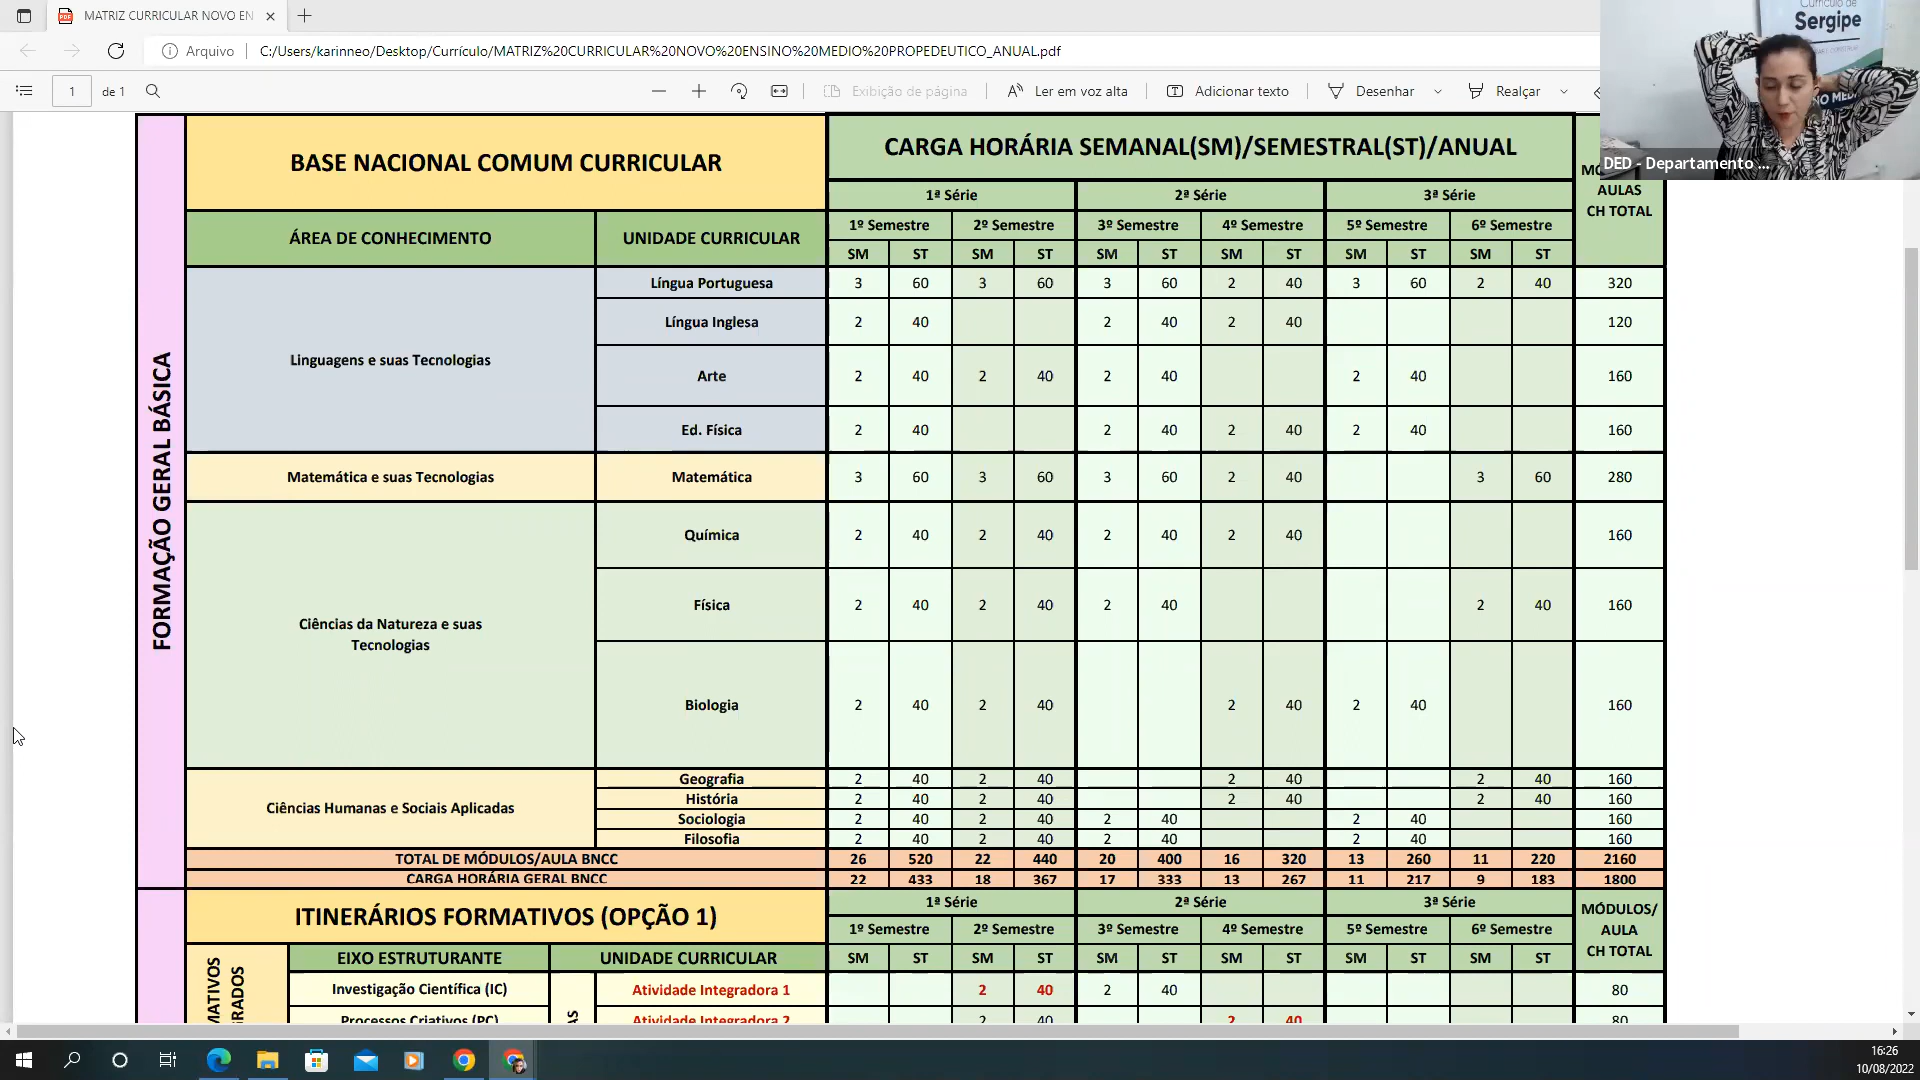 MATRIZ CURRICULAR NOVO EN
Arquivo C:/Users/karinneo/Desktop/Currículo/MATRIZ%20CURRICULAR%20NOVO%20ENSINO%20MEDIO%20PROPEDEUTICO_ANUAL.pdf
1 de 1 Exibição de página Ler em voz alta Adicionar texto Desenhar Realçar
Currículo de
Sergipe
DED - Departamento ...
BASE NACIONAL COMUM CURRICULAR
CARGA HORÁRIA SEMANAL(SM)/SEMESTRAL(ST)/ANUAL
AULAS
CH TOTAL
1ª Série 2ª Série 3ª Série
ÁREA DE CONHECIMENTO UNIDADE CURRICULAR
1º Semestre 2º Semestre 3º Semestre 4º Semestre 5º Semestre 6º Semestre
SM ST SM ST SM ST SM ST SM ST SM ST
FORMAÇÃO GERAL BÁSICA
Linguagens e suas Tecnologias
Língua Portuguesa 3 60 3 60 3 60 2 40 3 60 2 40 320
Língua Inglesa 2 40 2 40 2 40 120
Arte 2 40 2 40 2 40 2 40 160
Ed. Física 2 40 2 40 2 40 2 40 160
Matemática e suas Tecnologias Matemática 3 60 3 60 3 60 2 40 3 60 280
Ciências da Natureza e suas
Tecnologias
Química 2 40 2 40 2 40 2 40 160
Física 2 40 2 40 2 40 2 40 160
Biologia 2 40 2 40 2 40 2 40 160
Ciências Humanas e Sociais Aplicadas
Geografia 2 40 2 40 2 40 2 40 160
História 2 40 2 40 2 40 2 40 160
Sociologia 2 40 2 40 2 40 2 40 160
Filosofia 2 40 2 40 2 40 2 40 160
TOTAL DE MÓDULOS/AULA BNCC 26 520 22 440 20 400 16 320 13 260 11 220 2160
CARGA HORÁRIA GERAL BNCC 22 433 18 367 17 333 13 267 11 217 9 183 1800
ITINERÁRIOS FORMATIVOS (OPÇÃO 1)
1ª Série 2ª Série 3ª Série
MÓDULOS/
AULA
CH TOTAL
1º Semestre 2º Semestre 3º Semestre 4º Semestre 5º Semestre 6º Semestre
EIXO ESTRUTURANTE UNIDADE CURRICULAR SM ST SM ST SM ST SM ST SM ST SM ST
Investigação Científica (IC) Atividade Integradora 1 2 40 2 40 80
Processos Criativos (PC) Atividade Integradora 2 2 40 2 40 80
16:26
10/08/2022